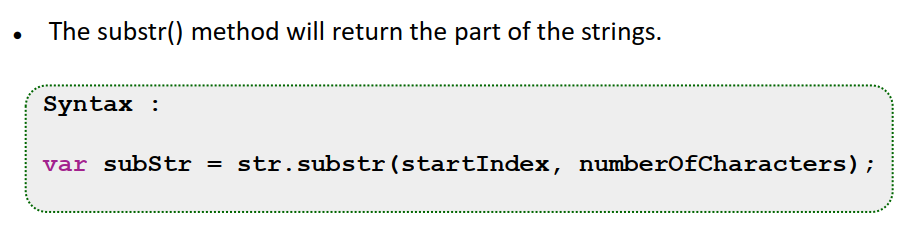 • The substr() method will return the part of the strings.
Syntax :
var subStr = str.substr(startIndex, numberOfCharacters);